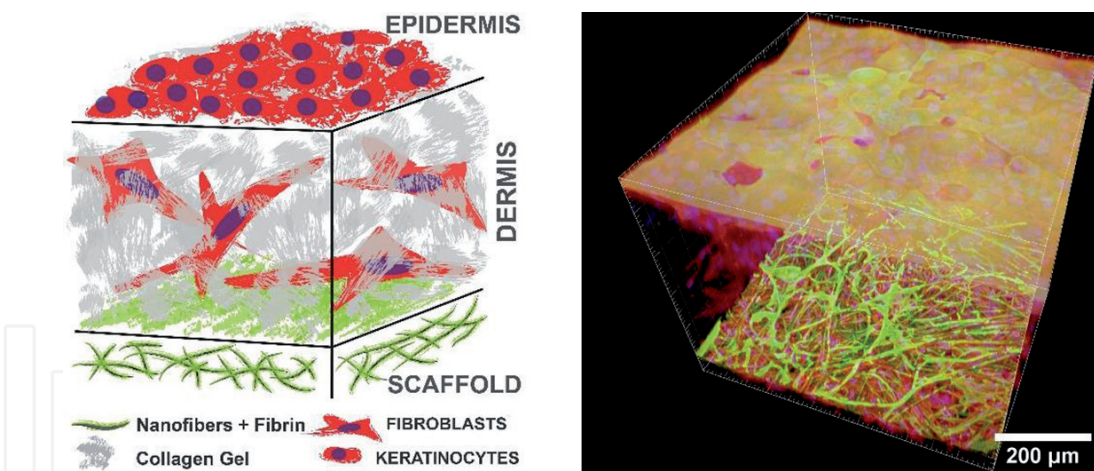 EPIDERMIS
DERMIS
SCAFFOLD
Nanofibers + Fibrin
FIBROBLASTS
Collagen Gel
KERATINOCYTES
200 µm